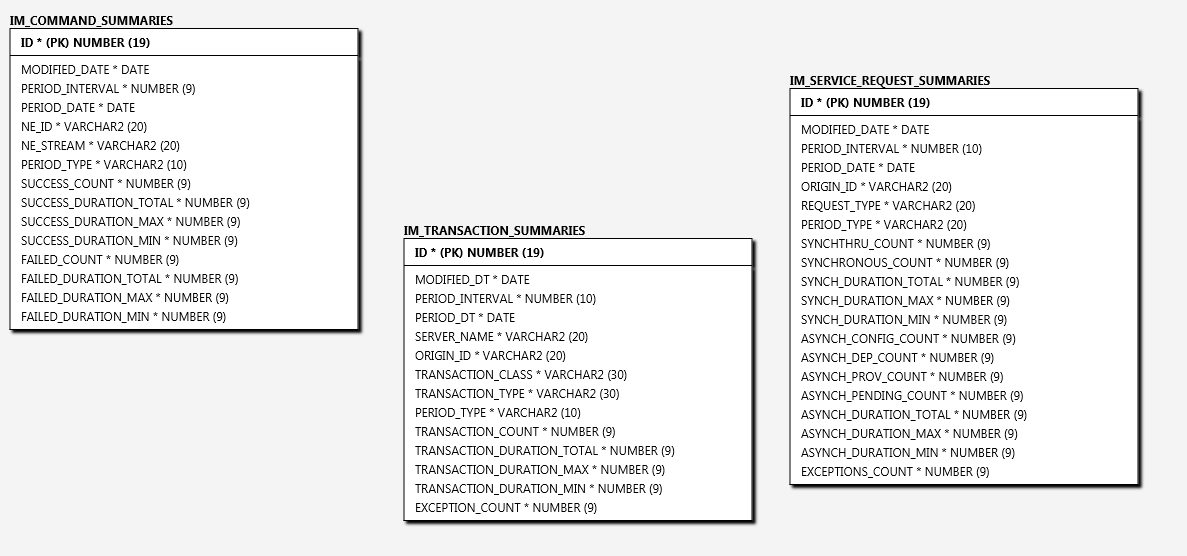 IM_COMMAND_SUMMARIES
ID * (PK) NUMBER (19)
MODIFIED_DATE * DATE
PERIOD_INTERVAL * NUMBER (9)
PERIOD_DATE * DATE
NE_ID * VARCHAR2 (20)
NE_STREAM * VARCHAR2 (20)
PERIOD_TYPE * VARCHAR2 (10)
SUCCESS_COUNT * NUMBER (9)
SUCCESS_DURATION_TOTAL * NUMBER (9)
SUCCESS_DURATION_MAX * NUMBER (9)
SUCCESS_DURATION_MIN * NUMBER (9)
FAILED_COUNT * NUMBER (9)
FAILED_DURATION_TOTAL * NUMBER (9)
FAILED_DURATION_MAX * NUMBER (9)
FAILED_DURATION_MIN * NUMBER (9)
IM_TRANSACTION_SUMMARIES
ID * (PK) NUMBER (19)
MODIFIED_DT * DATE
PERIOD_INTERVAL * NUMBER (10)
PERIOD_DT * DATE
SERVER_NAME * VARCHAR2 (20)
ORIGIN_ID * VARCHAR2 (20)
TRANSACTION_CLASS * VARCHAR2 (30)
TRANSACTION_TYPE * VARCHAR2 (30)
PERIOD_TYPE * VARCHAR2 (10)
TRANSACTION_COUNT * NUMBER (9)
TRANSACTION_DURATION_TOTAL * NUMBER (9)
TRANSACTION_DURATION_MAX * NUMBER (9)
TRANSACTION_DURATION_MIN * NUMBER (9)
EXCEPTION_COUNT * NUMBER (9)
IM_SERVICE_REQUEST_SUMMARIES
ID * (PK) NUMBER (19)
MODIFIED_DATE * DATE
PERIOD_INTERVAL * NUMBER (10)
PERIOD_DATE * DATE
ORIGIN_ID * VARCHAR2 (20)
REQUEST_TYPE * VARCHAR2 (20)
PERIOD_TYPE * VARCHAR2 (20)
SYNCHTHRU_COUNT * NUMBER (9)
SYNCHRONOUS_COUNT * NUMBER (9)
SYNCH_DURATION_TOTAL * NUMBER (9)
SYNCH_DURATION_MAX * NUMBER (9)
SYNCH_DURATION_MIN * NUMBER (9)
ASYNCH_CONFIG_COUNT * NUMBER (9)
ASYNCH_DEP_COUNT * NUMBER (9)
ASYNCH_PROV_COUNT * NUMBER (9)
ASYNCH_PENDING_COUNT * NUMBER (9)
ASYNCH_DURATION_TOTAL * NUMBER (9)
ASYNCH_DURATION_MAX * NUMBER (9)
ASYNCH_DURATION_MIN * NUMBER (9)
EXCEPTIONS_COUNT * NUMBER (9)